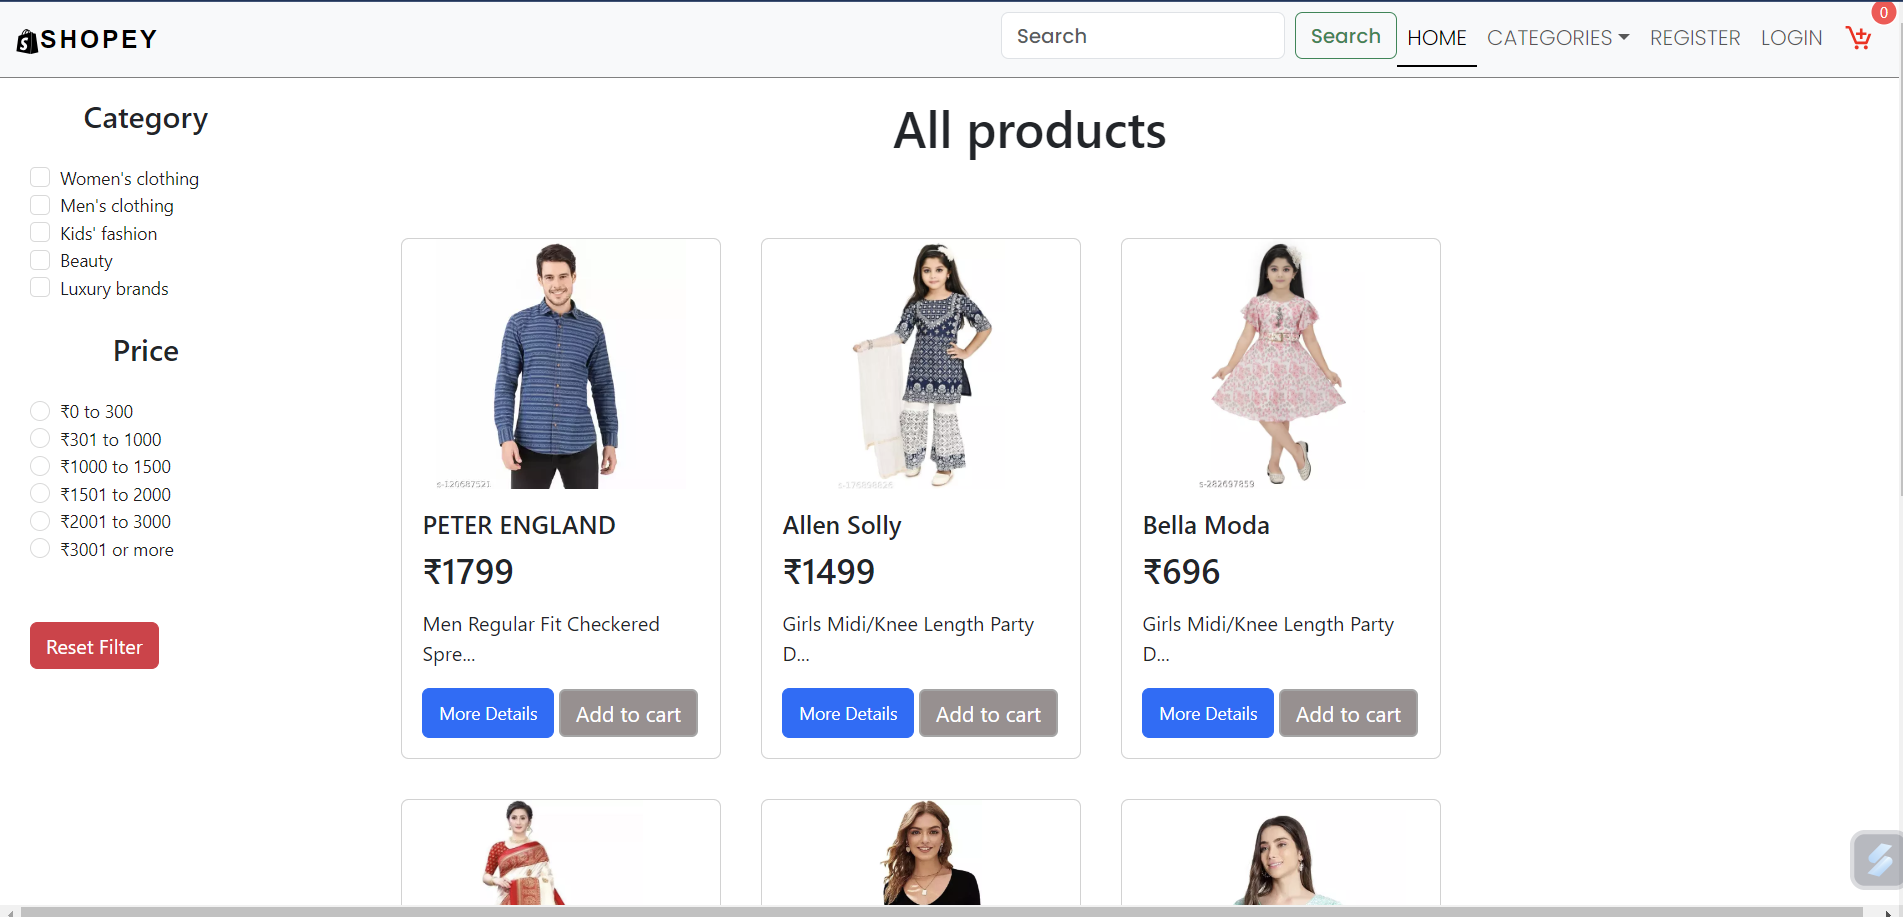 SHOPEY
Search
Search
HOME
CATEGORIES
REGISTER
LOGIN
0
Category
Women's clothing
Men's clothing
Kids' fashion
Beauty
Luxury brands
Price
₹0 to 300
₹301 to 1000
₹1000 to 1500
₹1501 to 2000
₹2001 to 3000
₹3001 or more
Reset Filter
All products
s-120687521
PETER ENGLAND
₹1799
Men Regular Fit Checkered
Spre...
More Details
Add to cart
Allen Solly
₹1499
Girls Midi/Knee Length Party
D...
More Details
Add to cart
s-282697859
Bella Moda
₹696
Girls Midi/Knee Length Party
D...
More Details
Add to cart